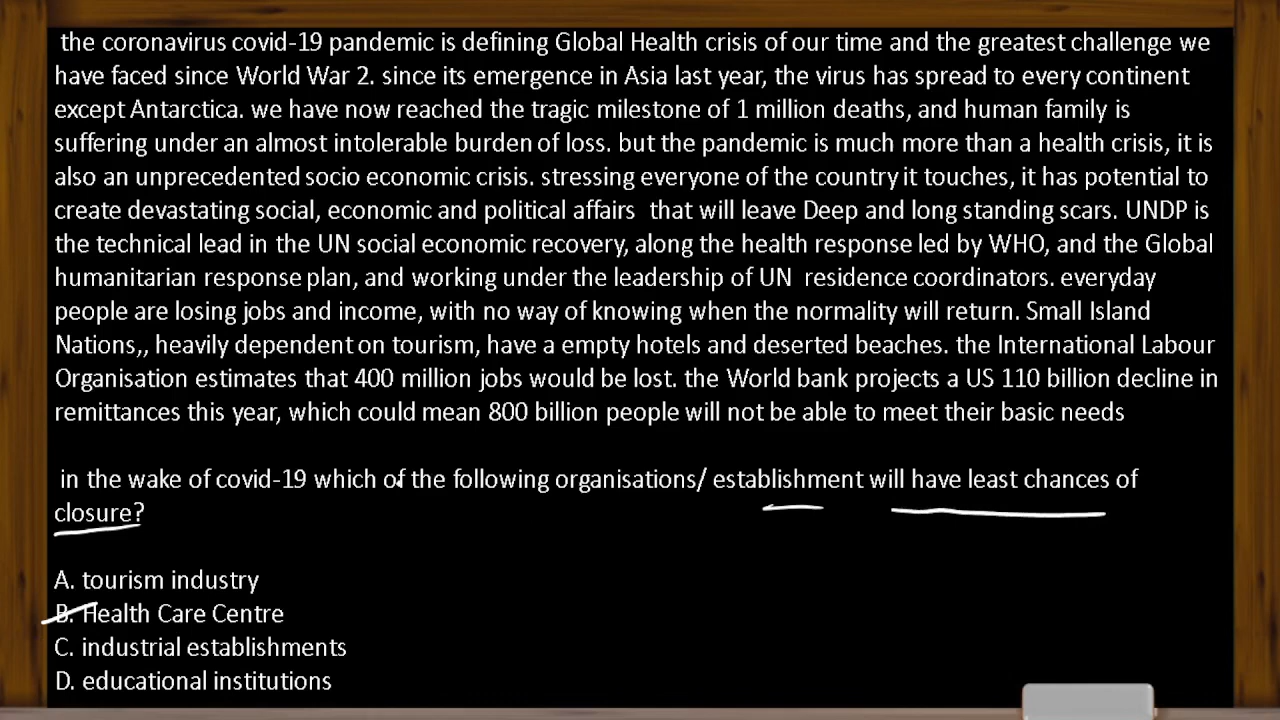 the coronavirus covid-19 pandemic is defining Global Health crisis of our time and the greatest challenge we
have faced since World War 2. since its emergence in Asia last year, the virus has spread to every continent
except Antarctica. we have now reached the tragic milestone of 1 million deaths, and human family is
suffering under an almost intolerable burden of loss. but the pandemic is much more than a health crisis, it is
also an unprecedented socio economic crisis. stressing everyone of the country it touches, it has potential to
create devastating social, economic and political affairs that will leave Deep and long standing scars. UNDP is
the technical lead in the UN social economic recovery, along the health response led by WHO, and the Global
humanitarian response plan, and working under the leadership of UN residence coordinators. everyday
people are losing jobs and income, with no way of knowing when the normality will return. Small Island
Nations,, heavily dependent on tourism, have a empty hotels and deserted beaches. the International Labour
Organisation estimates that 400 million jobs would be lost. the World bank projects a US 110 billion decline in
remittances this year, which could mean 800 billion people will not be able to meet their basic needs
in the wake of covid-19 which of the following organisations/ establishment will have least chances of
closure?
A. tourism industry
B. Health Care Centre
C. industrial establishments
D. educational institutions